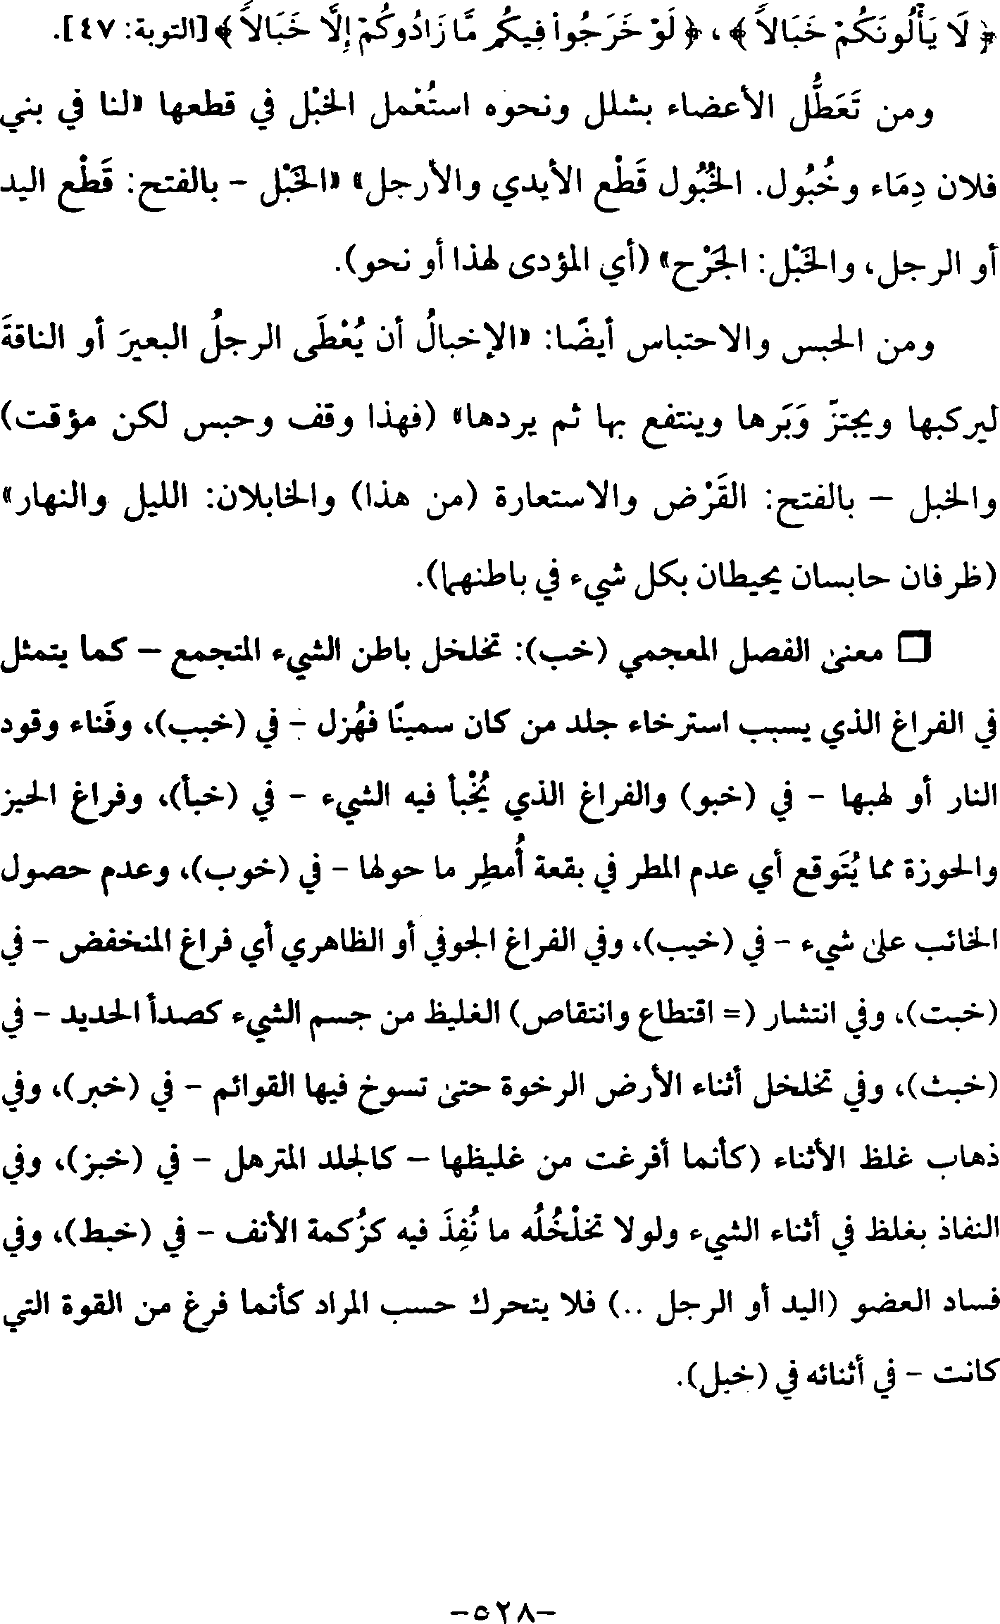 ﴿ لَا يَأْلُونَكُمْ خَبَالاً ﴾، ﴿ لَوْ خَرَجُواْ فِيكُم مَّا زَادُوكُمْ إِلَّا خَبَالاً ﴾ [التوبة: ٤٧].
ومن تَعَطُّل الأعضاء بشلل ونحوه استُعْمل الخَبْل في قطعها «لنا في بني
فلان دِمَاء وخُبُول. الخُبُول قَطْع الأيدي والأرجل» «الخَبْل – بالفتح: قَطْع اليد
أو الرجل، والخَبْل: الجَرْح» (أي المؤدى لهذا أو نحو).
ومن الحبس والاحتباس أيضًا: «الإخبالُ أن يُعْطَى الرجلُ البعيرَ أو الناقةَ
ليركبها ويجتزّ وَبَرها وينتفع بها ثم يردها» (فهذا وقف وحبس لكن مؤقت)
والخبل – بالفتح: القَرْض والاستعارة (من هذا) والخابلان: الليل والنهار»
(ظرفان حابسان يحيطان بكل شيء في باطنهما).
❒ معنى الفصل المعجمي (خب): تخلخل باطن الشيء المتجمع – كما يتمثل
في الفراغ الذي يسبب استرخاء جلد من كان سمينًا فهُزل – في (خبب)، وفَناء وقود
النار أو لهبها – في (خبو) والفراغ الذي يُخْبأ فيه الشيء – في (خبأ)، وفراغ الحيز
والحوزة مما يُتَوقع أي عدم المطر في بقعة أُمطِر ما حولها – في (خوب)، وعدم حصول
الخائب على شيء – في (خيب)، وفي الفراغ الجوفي أو الظاهري أي فراغ المنخفض – في
(خبت)، وفي انتشار (= اقتطاع وانتقاص) الغليظ من جسم الشيء كصدأ الحديد – في
(خبث)، وفي تخلخل أثناء الأرض الرخوة حتى تسوخ فيها القوائم – في (خبر)، وفي
ذهاب غلظ الأثناء (كأنما أفرغت من غليظها – كالجلد المترهل – في (خبز)، وفي
النفاذ بغلظ في أثناء الشيء ولولا تخلْخُلُه ما نُفِذَ فيه كزُكمة الأنف – في (خبط)، وفي
فساد العضو (اليد أو الرجل ..) فلا يتحرك حسب المراد كأنما فرغ من القوة التي
كانت – في أثنائه في (خبل).
–٥٢٨–